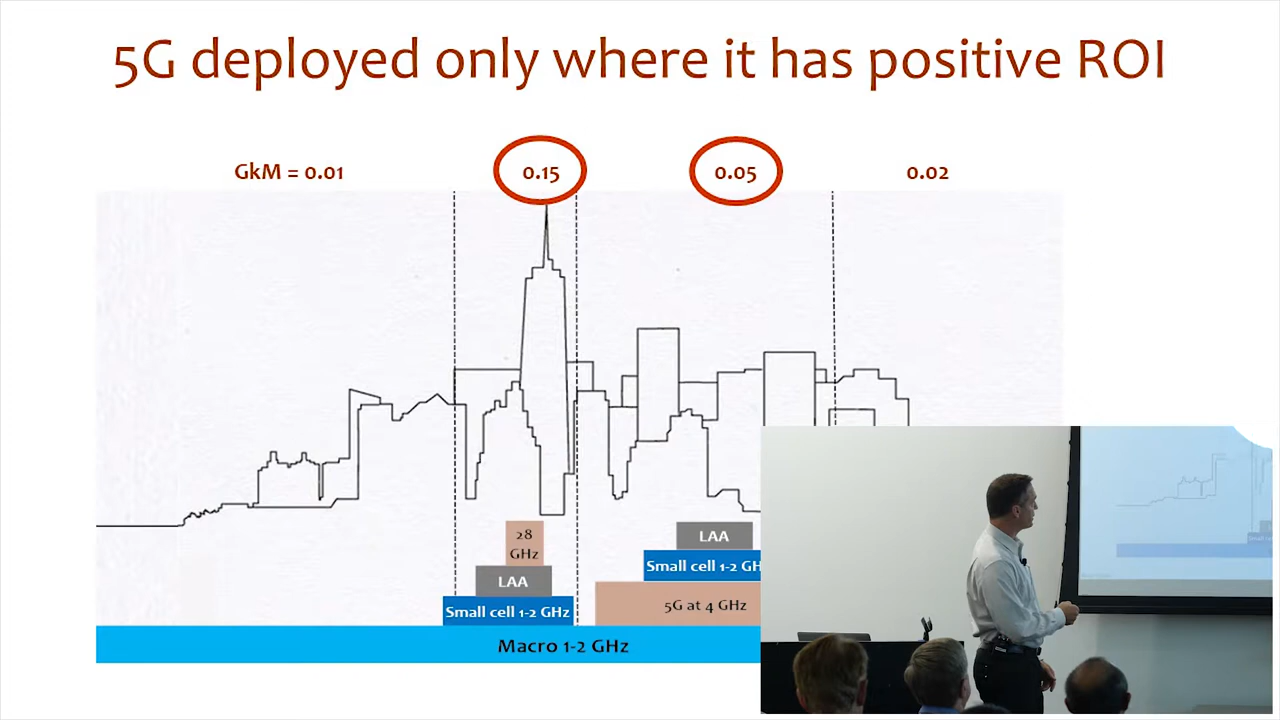 5G deployed only where it has positive ROI
GkM = 0.01 0.15 0.05 0.02
28
GHz
LAA
LAA
Small cell 1-2 GH
Small cell 1-2 GHz
5G at 4 GHz
Macro 1-2 GHz